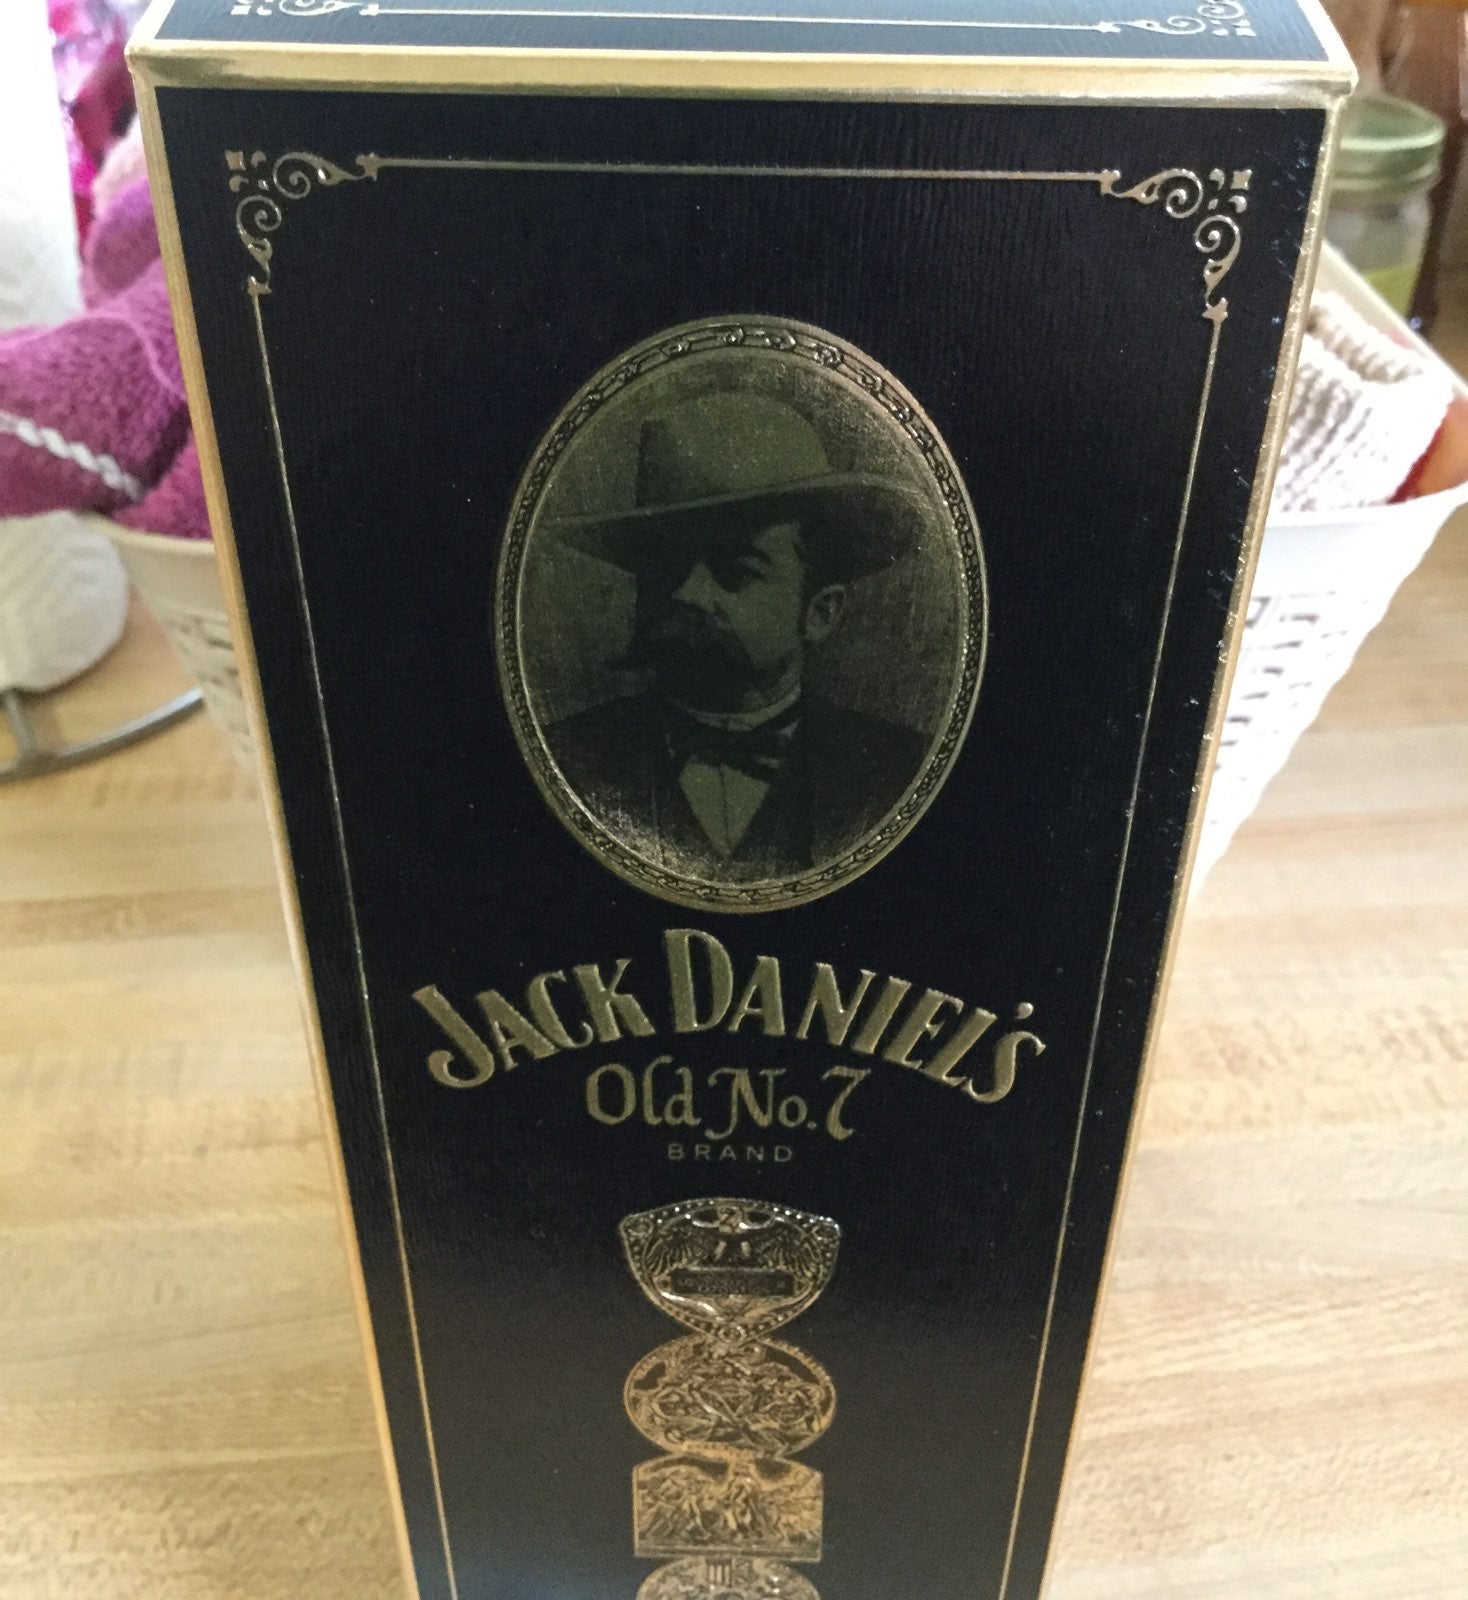 JACK DANIEL'S
Old No. 7
BRAND